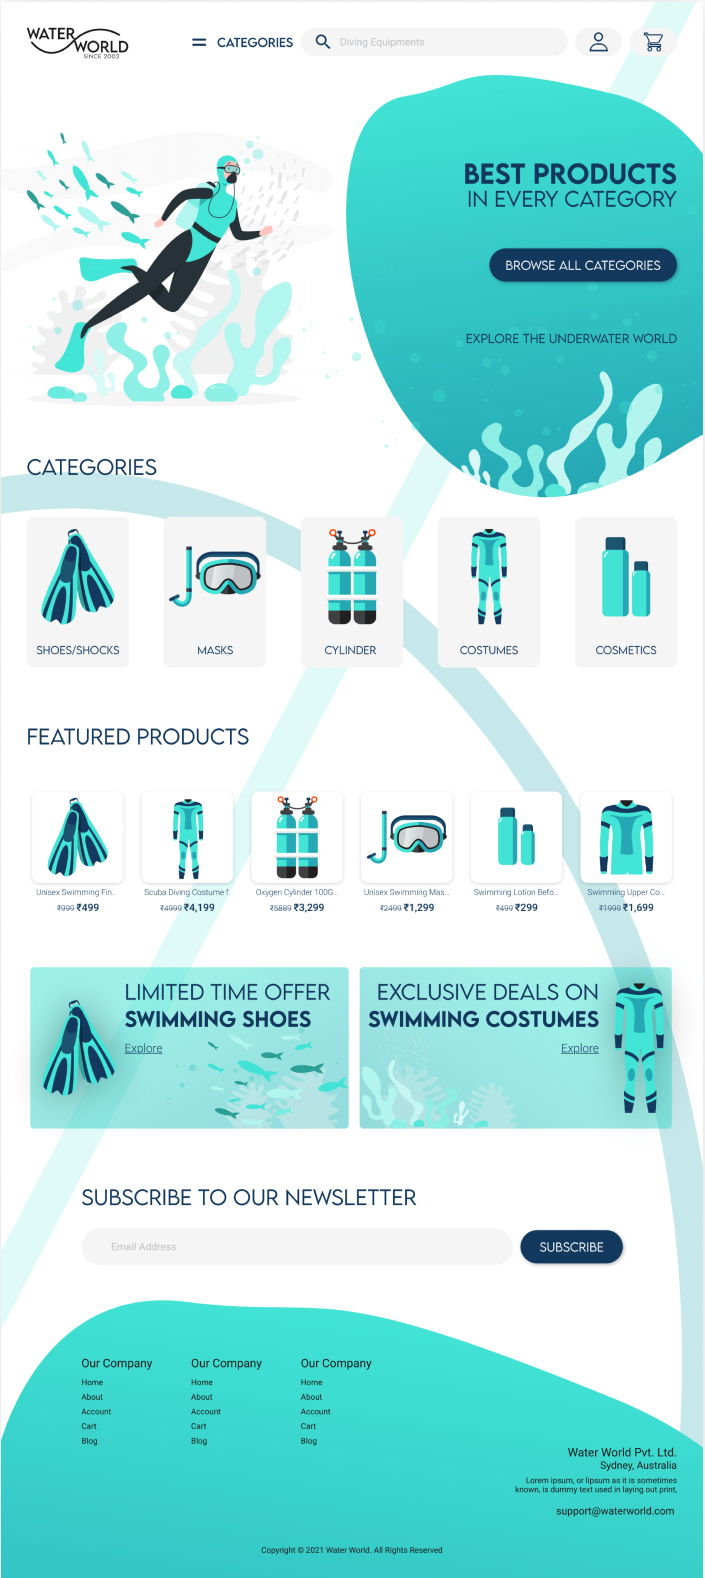 WATER
WORLD
SINCE 2002
CATEGORIES
Diving Equipments
BEST PRODUCTS
IN EVERY CATEGORY
BROWSE ALL CATEGORIES
EXPLORE THE UNDERWATER WORLD
CATEGORIES
SHOES/SHOCKS
MASKS
CYLINDER
COSTUMES
COSMETICS
FEATURED PRODUCTS
Unisex Swimming Fin...
₹999 ₹499
Scuba Diving Costume f.
₹4999 ₹4,199
Oxygen Cylinder 100G...
₹5889 ₹3,299
Unisex Swimming Mas...
₹2499 ₹1,299
Swimming Lotion Befo...
₹499 ₹299
Swimming Upper Co...
₹1999 ₹1,699
LIMITED TIME OFFER
SWIMMING SHOES
Explore
EXCLUSIVE DEALS ON
SWIMMING COSTUMES
Explore
SUBSCRIBE TO OUR NEWSLETTER
Email Address
SUBSCRIBE
Our Company
Home
About
Account
Cart
Blog
Our Company
Home
About
Account
Cart
Blog
Our Company
Home
About
Account
Cart
Blog
Water World Pvt. Ltd.
Sydney, Australia
Lorem ipsum, or lipsum as it is sometimes
known, is dummy text used in laying out print,
support@waterworld.com
Copyright © 2021 Water World. All Rights Reserved